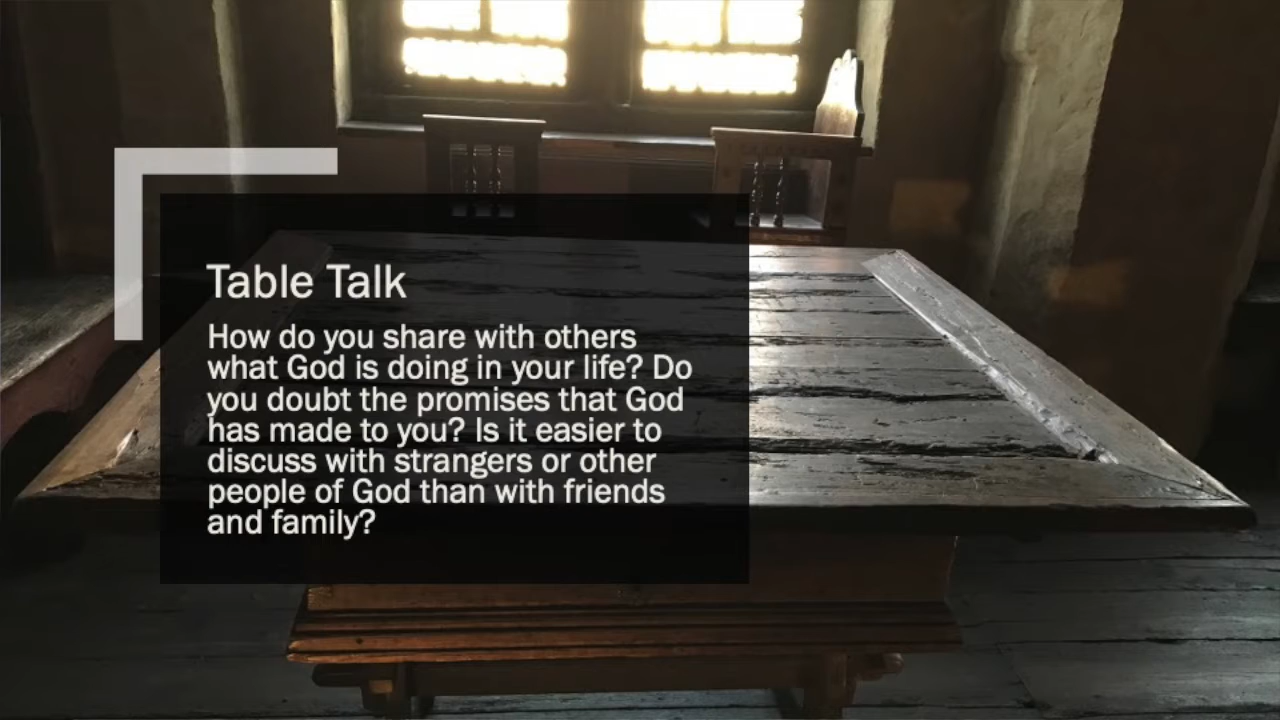 Table Talk
How do you share with others
what God is doing in your life? Do
you doubt the promises that God
has made to you? Is it easier to
discuss with strangers or other
people of God than with friends
and family?